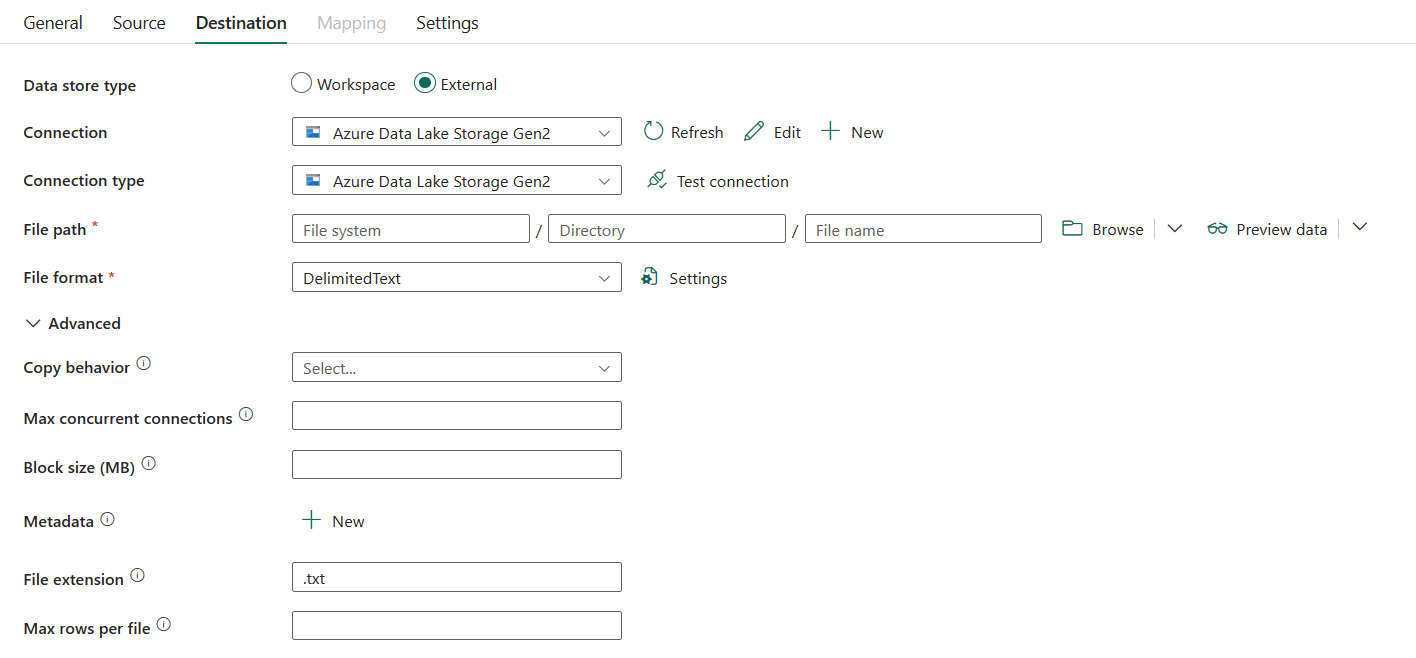 General Source Destination Mapping Settings
Data store type Workspace External
Connection Azure Data Lake Storage Gen2 Refresh Edit New
Connection type Azure Data Lake Storage Gen2 Test connection
File path * File system / Directory / File name Browse Preview data
File format * DelimitedText Settings
Advanced
Copy behavior Select...
Max concurrent connections
Block size (MB)
Metadata New
File extension .txt
Max rows per file